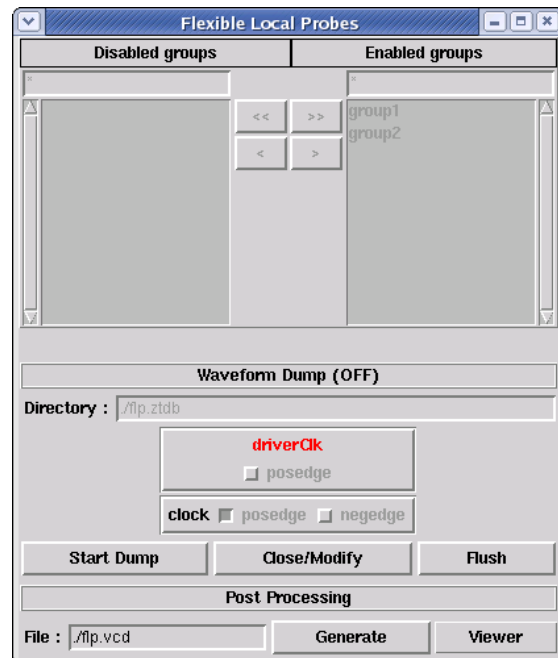 Flexible Local Probes
Disabled groups Enabled groups
* *
<< >>
< >
group1
group2
Waveform Dump (OFF)
Directory : ./flp.ztdb
driverClk
posedge
clock posedge negedge
Start Dump Close/Modify Flush
Post Processing
File : ./flp.vcd Generate Viewer